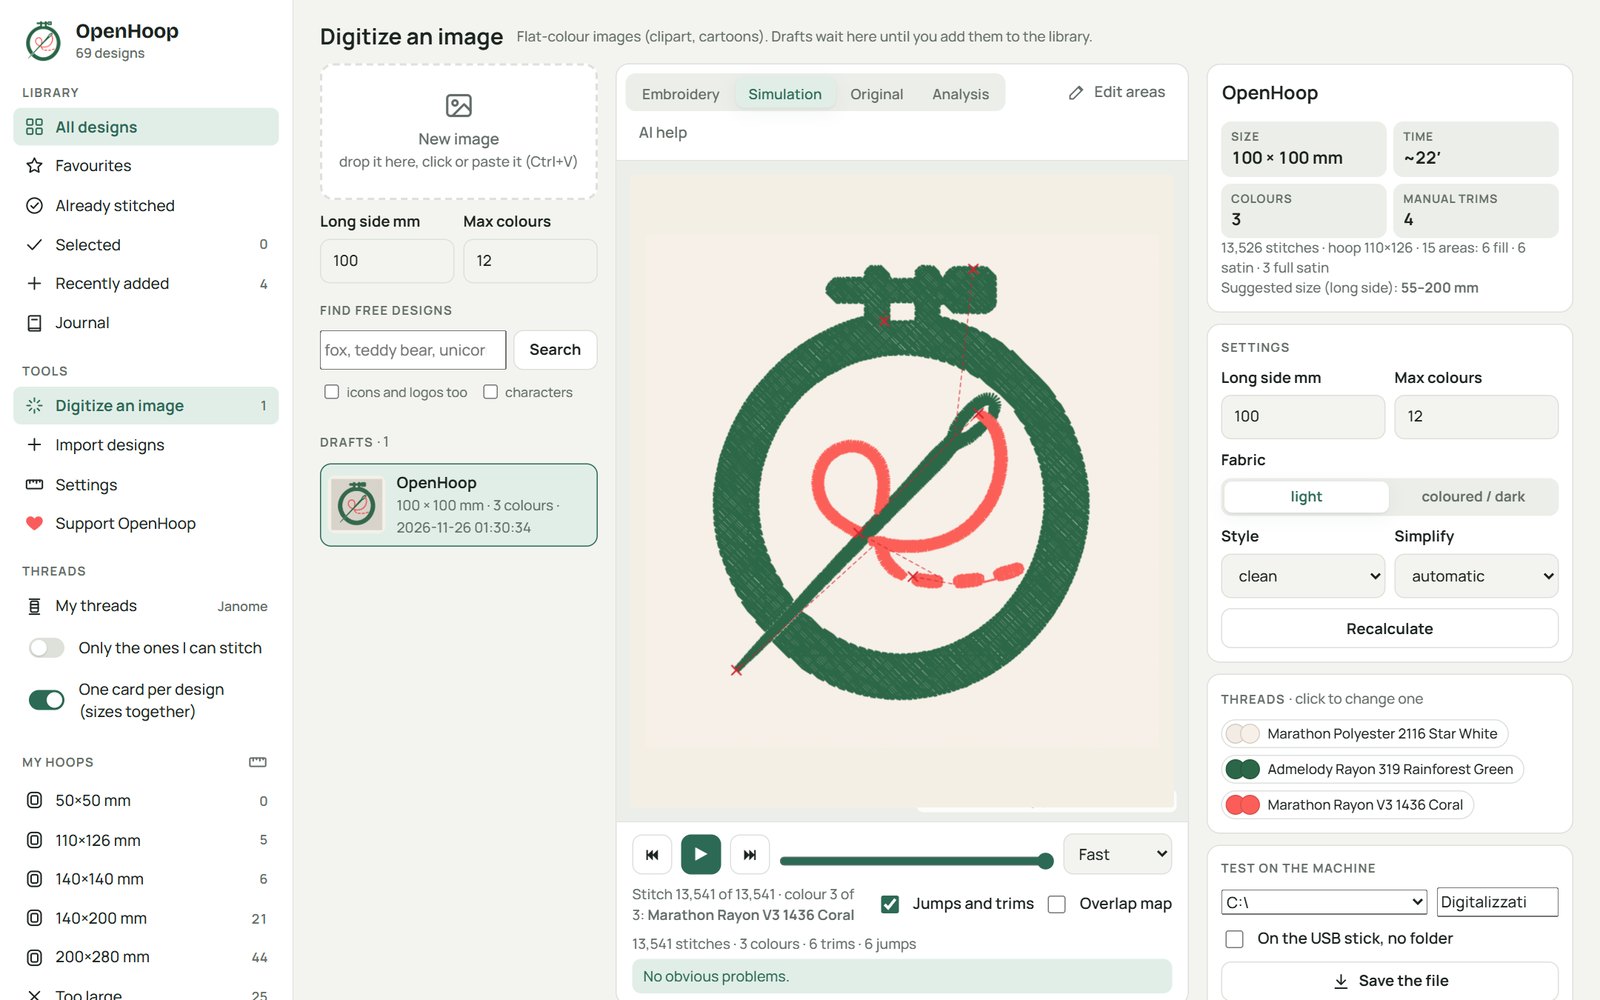 OpenHoop
69 designs
LIBRARY
All designs
Favourites
Already stitched
Selected 0
Recently added 4
Journal
TOOLS
Digitize an image 1
Import designs
Settings
Support OpenHoop
THREADS
My threads Janome
Only the ones I can stitch
One card per design
(sizes together)
MY HOOPS
50×50 mm 0
110×126 mm 5
140×140 mm 6
140×200 mm 21
200×280 mm 44
Too large 25
Digitize an image Flat-colour images (clipart, cartoons). Drafts wait here until you add them to the library.
New image
drop it here, click or paste it (Ctrl+V)
Long side mm Max colours
100 12
FIND FREE DESIGNS
fox, teddy bear, unicor Search
icons and logos too characters
DRAFTS · 1
OpenHoop
100 × 100 mm · 3 colours ·
2026-11-26 01:30:34
Embroidery Simulation Original Analysis Edit areas
AI help
Fast
Stitch 13,541 of 13,541 · colour 3 of
3: Marathon Rayon V3 1436 Coral
Jumps and trims Overlap map
13,541 stitches · 3 colours · 6 trims · 6 jumps
No obvious problems.
OpenHoop
SIZE TIME
100 × 100 mm ~22′
COLOURS MANUAL TRIMS
3 4
13,526 stitches · hoop 110×126 · 15 areas: 6 fill · 6
satin · 3 full satin
Suggested size (long side): 55–200 mm
SETTINGS
Long side mm Max colours
100 12
Fabric
light coloured / dark
Style Simplify
clean automatic
Recalculate
THREADS · click to change one
Marathon Polyester 2116 Star White
Admelody Rayon 319 Rainforest Green
Marathon Rayon V3 1436 Coral
TEST ON THE MACHINE
C:\ Digitalizzati
On the USB stick, no folder
Save the file